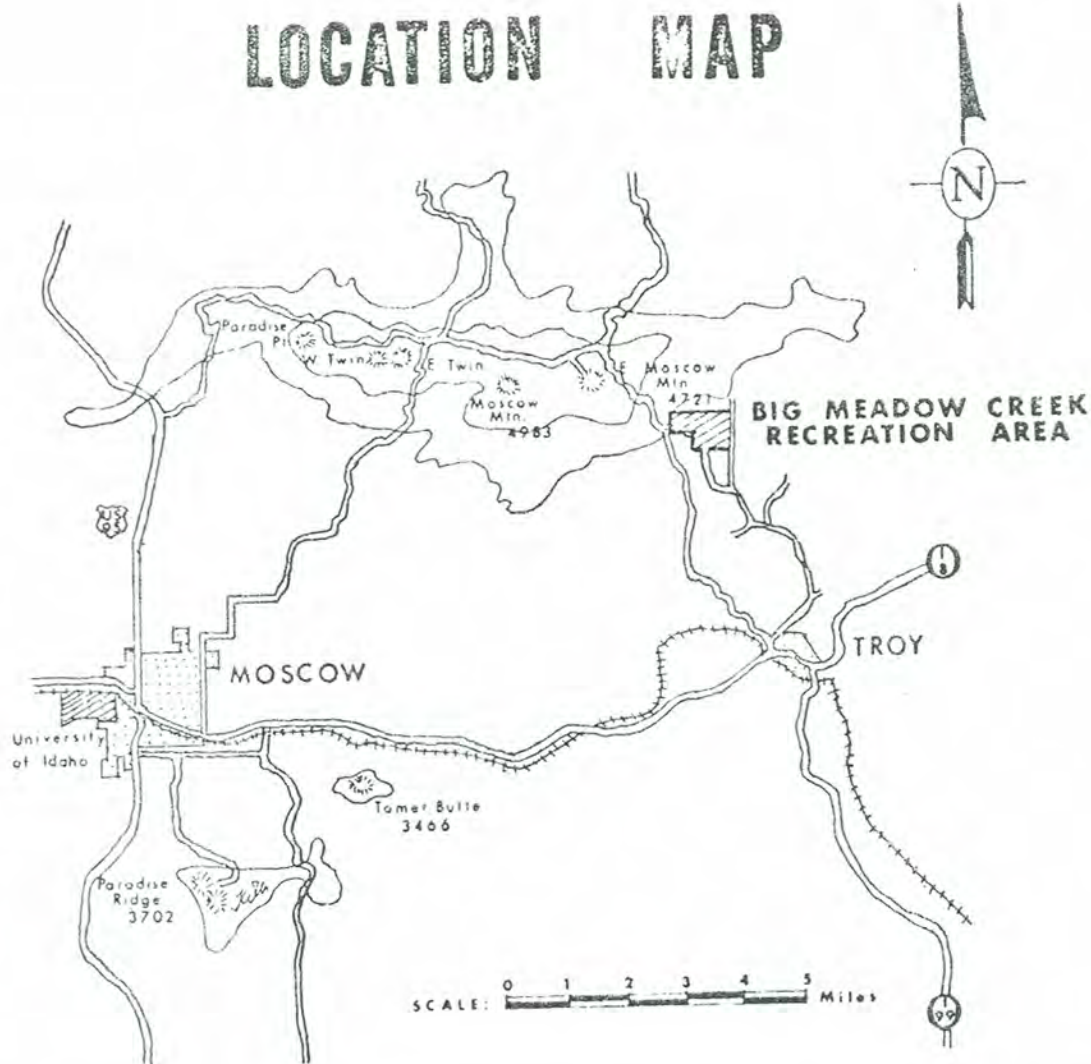 LOCATION MAP
N
Paradise
Pt.
W Twin
E Twin
Moscow
Mtn.
4983
E Moscow
Mtn
4721
BIG MEADOW CREEK
RECREATION AREA
US
95
I
8
TROY
MOSCOW
University
of Idaho
Tomer Butte
3466
Paradise
Ridge
3702
SCALE:
0 1 2 3 4 5
Miles
I
99